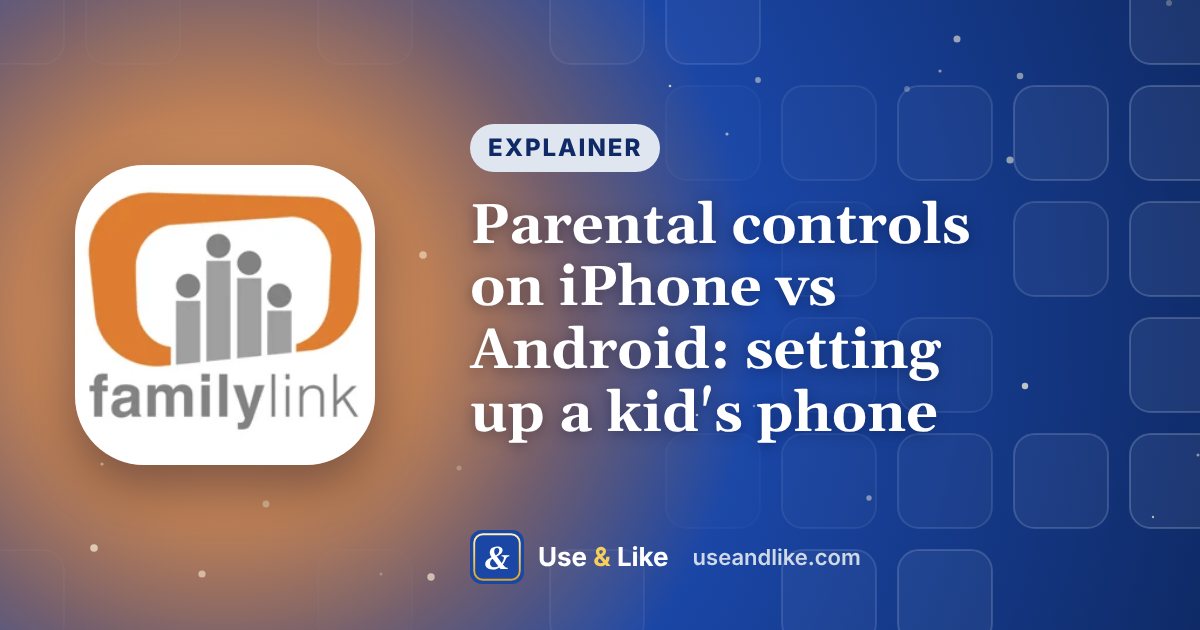 familylink
EXPLAINER
Parental controls
on iPhone vs
Android: setting
up a kid's phone
& Use & Like useandlike.com